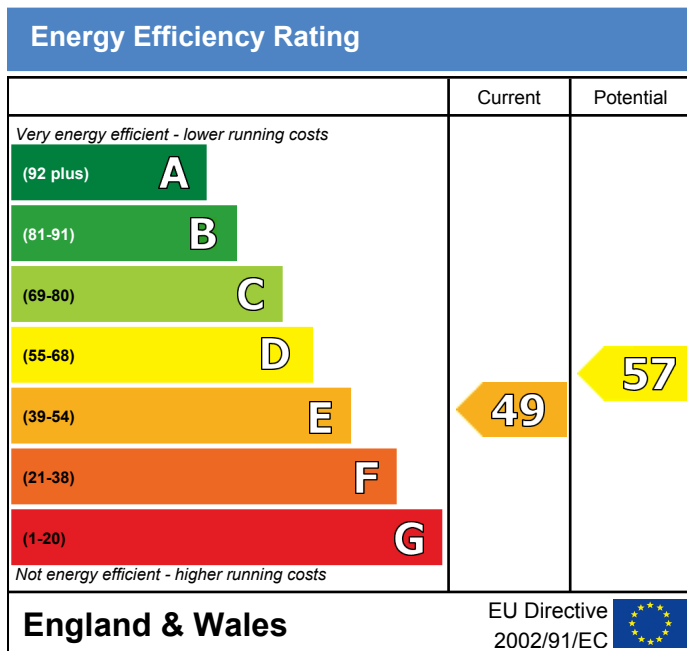 Energy Efficiency Rating
Current Potential
Very energy efficient - lower running costs
(92 plus) A
(81-91) B
(69-80) C
(55-68) D
(39-54) E
(21-38) F
(1-20) G
49
57
Not energy efficient - higher running costs
England & Wales
EU Directive
2002/91/EC